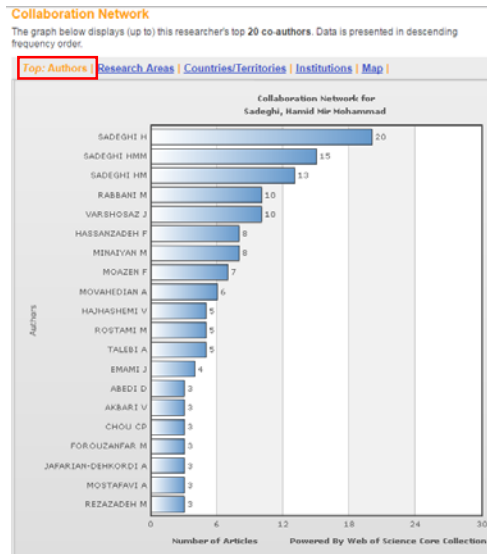 Collaboration Network
The graph below displays (up to) this researcher's top 20 co-authors. Data is presented in descending
frequency order.
Top: Authors | Research Areas | Countries/Territories | Institutions | Map |
Collaboration Network for
Sadeghi, Hamid Mir Mohammad
SADEGHI H 20
SADEGHI HMM 15
SADEGHI HM 13
RABBANI M 10
VARSHOSAZ J 10
HASSANZADEH F 8
MINAIYAN M 8
MOAZEN F 7
MOVAHEDIAN A 6
HAJHASHEMI V 5
ROSTAMI M 5
TALEBI A 5
EMAMI J 4
ABEDI D 3
AKBARI V 3
CHOU CP 3
FOROUZANFAR M 3
JAFARIAN-DEHKORDI A 3
MOSTAFAVI A 3
REZAZADEH M 3
Authors
0 6 12 18 24 30
Number of Articles Powered By Web of Science Core Collection